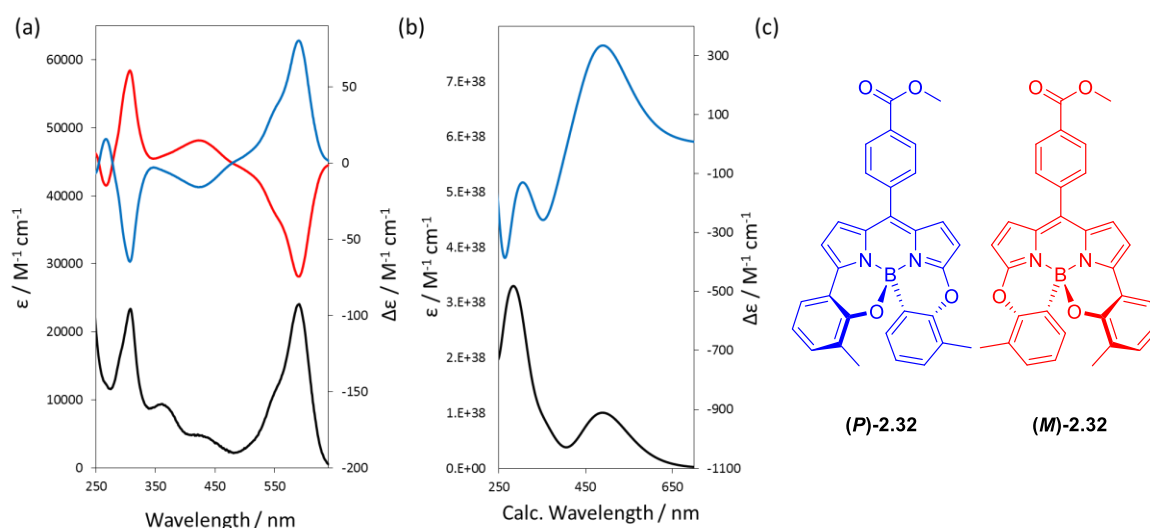 (a)
60000
50000
40000
30000
20000
10000
0
250
350
450
550
50
0
-50
-100
-150
-200
ε / M⁻¹ cm⁻¹
Δε / M⁻¹ cm⁻¹
Wavelength / nm
(b)
7.E+38
6.E+38
5.E+38
4.E+38
3.E+38
2.E+38
1.E+38
0.E+00
250
450
650
300
100
-100
-300
-500
-700
-900
-1100
ε / M⁻¹ cm⁻¹
Δε / M⁻¹ cm⁻¹
Calc. Wavelength / nm
(c)
O
O
N
B
N
O
O
(P)-2.32
O
O
N
B
N
O
O
(M)-2.32